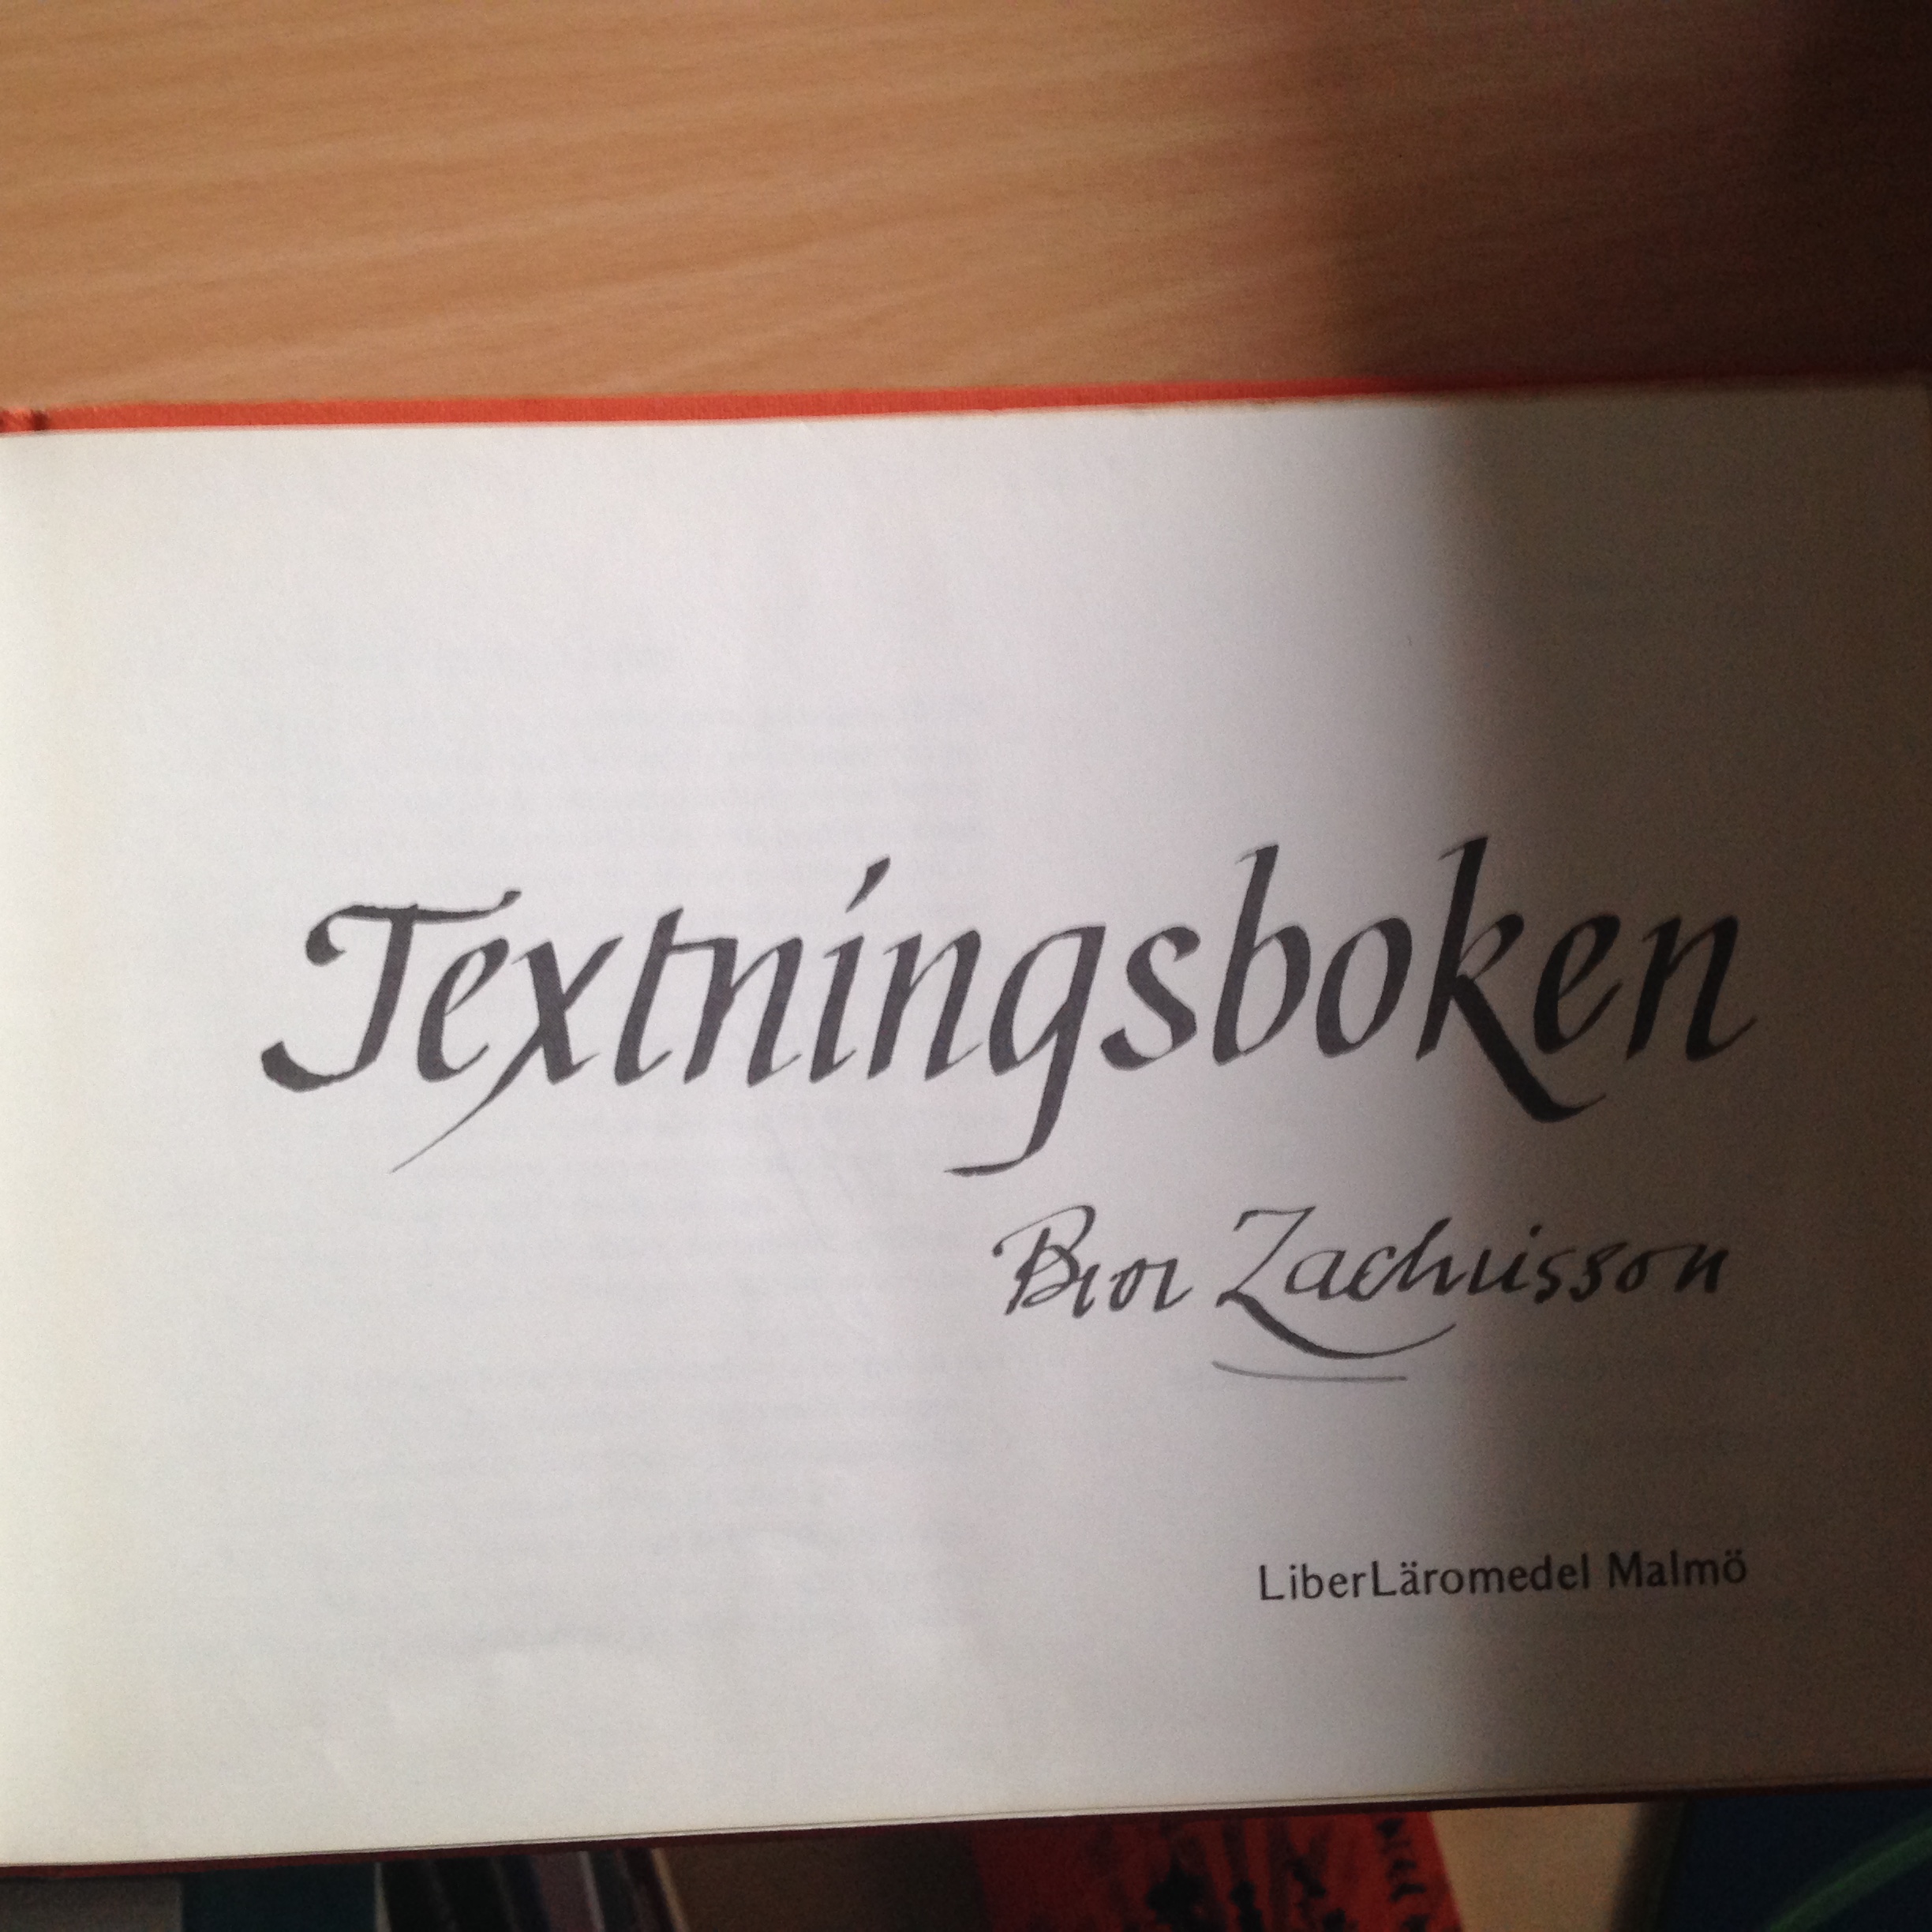 Textningsboken
Bror Zachrisson
LiberLäromedel Malmö